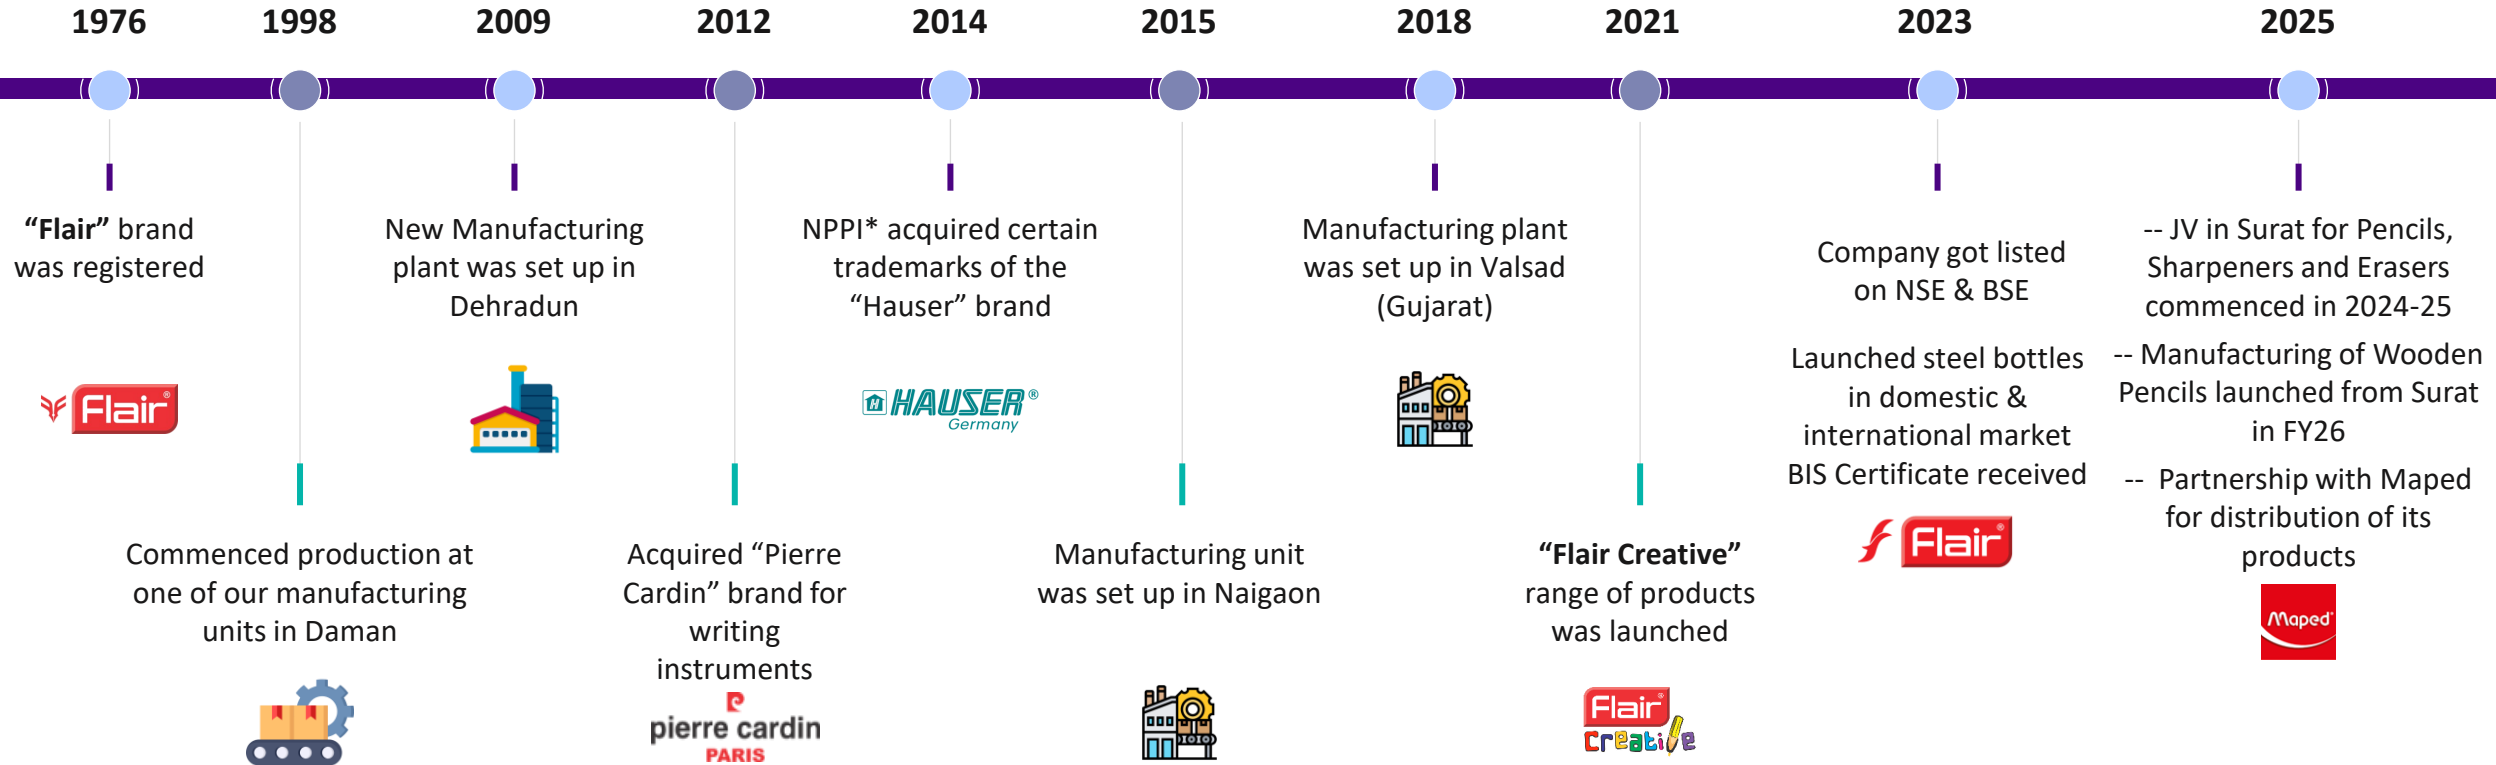 1976
1998
2009
2012
2014
2015
2018
2021
2023
2025
“Flair” brand
was registered
Flair®
Commenced production at
one of our manufacturing
units in Daman
New Manufacturing
plant was set up in
Dehradun
Acquired “Pierre
Cardin” brand for
writing
instruments
pierre cardin
PARIS
NPPI* acquired certain
trademarks of the
“Hauser” brand
H HAUSER®
Germany
Manufacturing unit
was set up in Naigaon
Manufacturing plant
was set up in Valsad
(Gujarat)
“Flair Creative”
range of products
was launched
Flair®
Creative
Company got listed
on NSE & BSE
Launched steel bottles
in domestic &
international market
BIS Certificate received
Flair®
-- JV in Surat for Pencils,
Sharpeners and Erasers
commenced in 2024-25
-- Manufacturing of Wooden
Pencils launched from Surat
in FY26
-- Partnership with Maped
for distribution of its
products
Maped